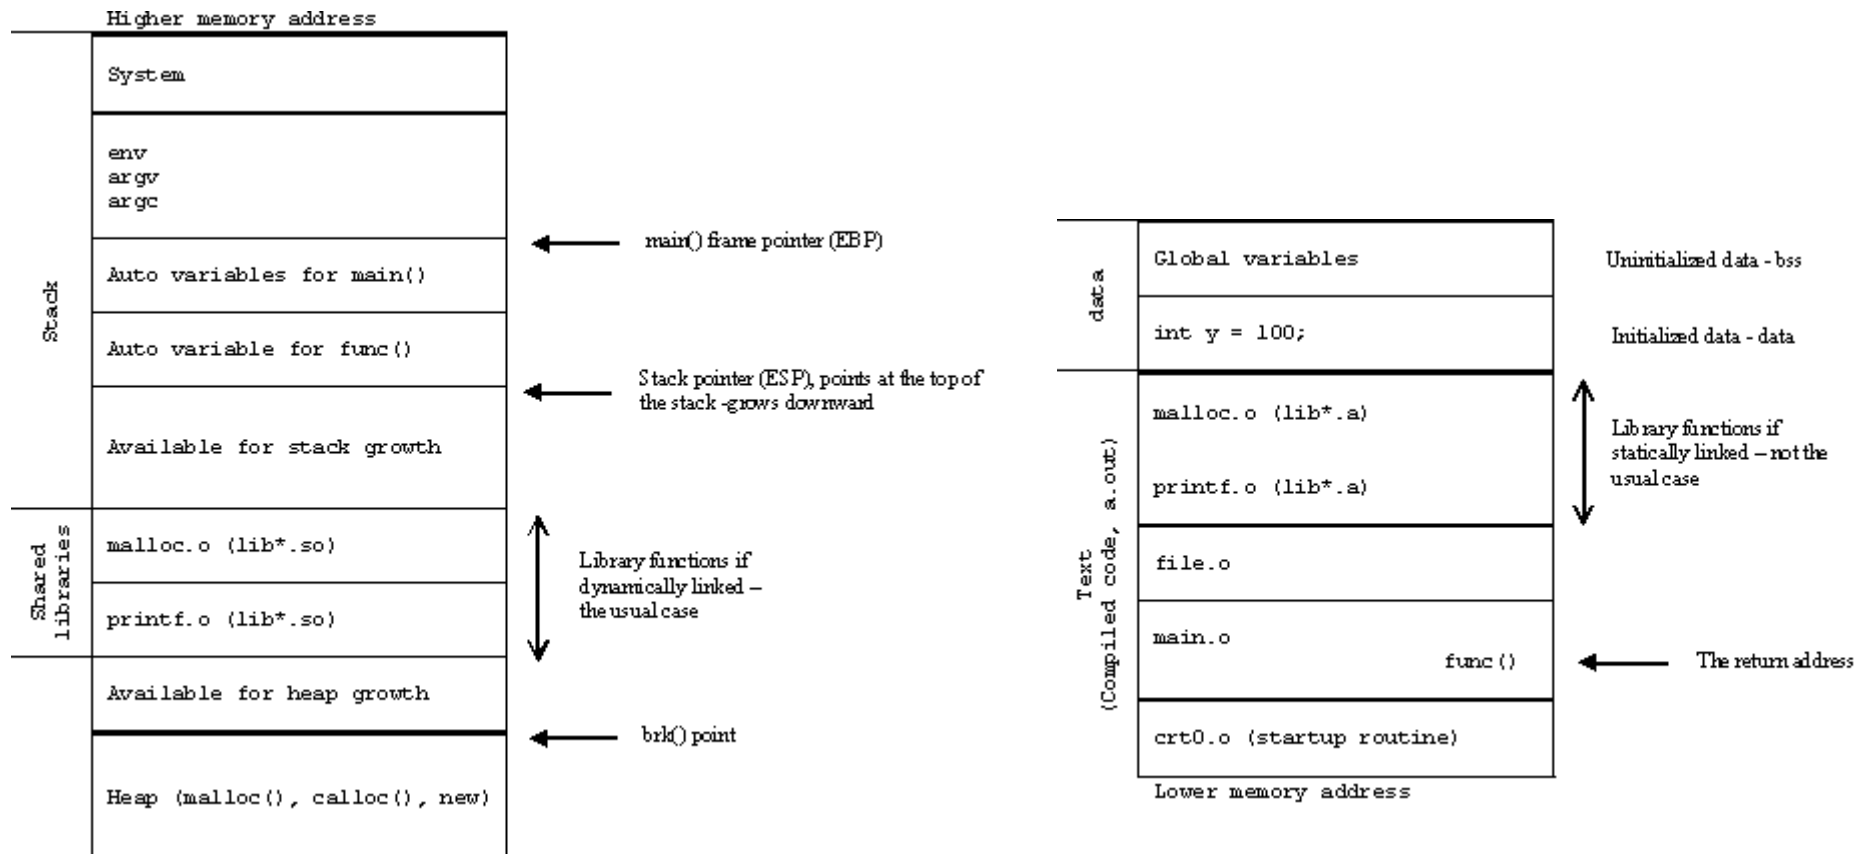 Higher memory address
System
env
argv
argc
main() frame pointer (EBP)
Auto variables for main()
Stack
Auto variable for func()
Stack pointer (ESP), points at the top of
the stack -grows downward
Available for stack growth
Shared
libraries
malloc.o (lib*.so)
printf.o (lib*.so)
Library functions if
dynamically linked –
the usual case
Available for heap growth
brk() point
Heap (malloc(), calloc(), new)
data
Global variables
Uninitialized data - bss
int y = 100;
Initialized data - data
Text
(Compiled code, a.out)
malloc.o (lib*.a)
printf.o (lib*.a)
Library functions if
statically linked – not the
usual case
file.o
main.o
func()
The return address
crt0.o (startup routine)
Lower memory address